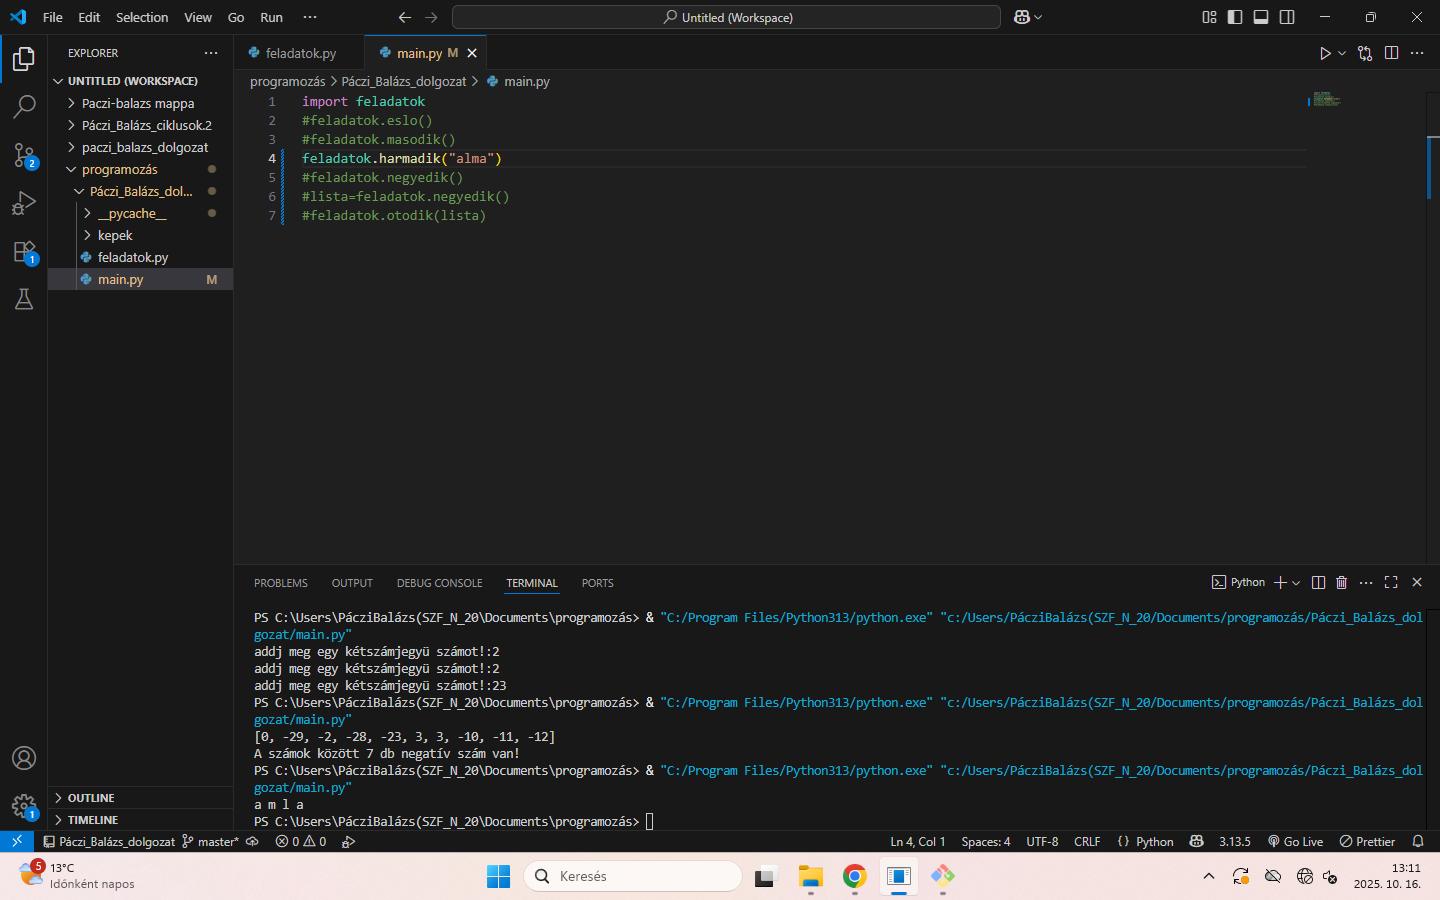 File Edit Selection View Go Run ··· Untitled (Workspace)
EXPLORER ···
UNTITLED (WORKSPACE)
Paczi-balazs mappa
Páczi_Balázs_ciklusok.2
paczi_balazs_dolgozat
programozás
Páczi_Balázs_dol...
__pycache__
kepek
feladatok.py
main.py M
OUTLINE
TIMELINE
2
1
1
feladatok.py main.py M
programozás > Páczi_Balázs_dolgozat > main.py
1 import feladatok
2 #feladatok.eslo()
3 #feladatok.masodik()
4 feladatok.harmadik("alma")
5 #feladatok.negyedik()
6 #lista=feladatok.negyedik()
7 #feladatok.otodik(lista)
PROBLEMS OUTPUT DEBUG CONSOLE TERMINAL PORTS Python
PS C:\Users\PácziBalázs(SZF_N_20\Documents\programozás> & "C:/Program Files/Python313/python.exe" "c:/Users/PácziBalázs(SZF_N_20/Documents/programozás/Páczi_Balázs_dol
gozat/main.py"
addj meg egy kétszámjegyü számot!:2
addj meg egy kétszámjegyü számot!:2
addj meg egy kétszámjegyü számot!:23
PS C:\Users\PácziBalázs(SZF_N_20\Documents\programozás> & "C:/Program Files/Python313/python.exe" "c:/Users/PácziBalázs(SZF_N_20/Documents/programozás/Páczi_Balázs_dol
gozat/main.py"
[0, -29, -2, -28, -23, 3, 3, -10, -11, -12]
A számok között 7 db negatív szám van!
PS C:\Users\PácziBalázs(SZF_N_20\Documents\programozás> & "C:/Program Files/Python313/python.exe" "c:/Users/PácziBalázs(SZF_N_20/Documents/programozás/Páczi_Balázs_dol
gozat/main.py"
a m l a
PS C:\Users\PácziBalázs(SZF_N_20\Documents\programozás>
Páczi_Balázs_dolgozat master* 0 0 Ln 4, Col 1 Spaces: 4 UTF-8 CRLF {} Python 3.13.5 Go Live Prettier
5 13°C
Időnként napos
Keresés
13:11
2025. 10. 16.